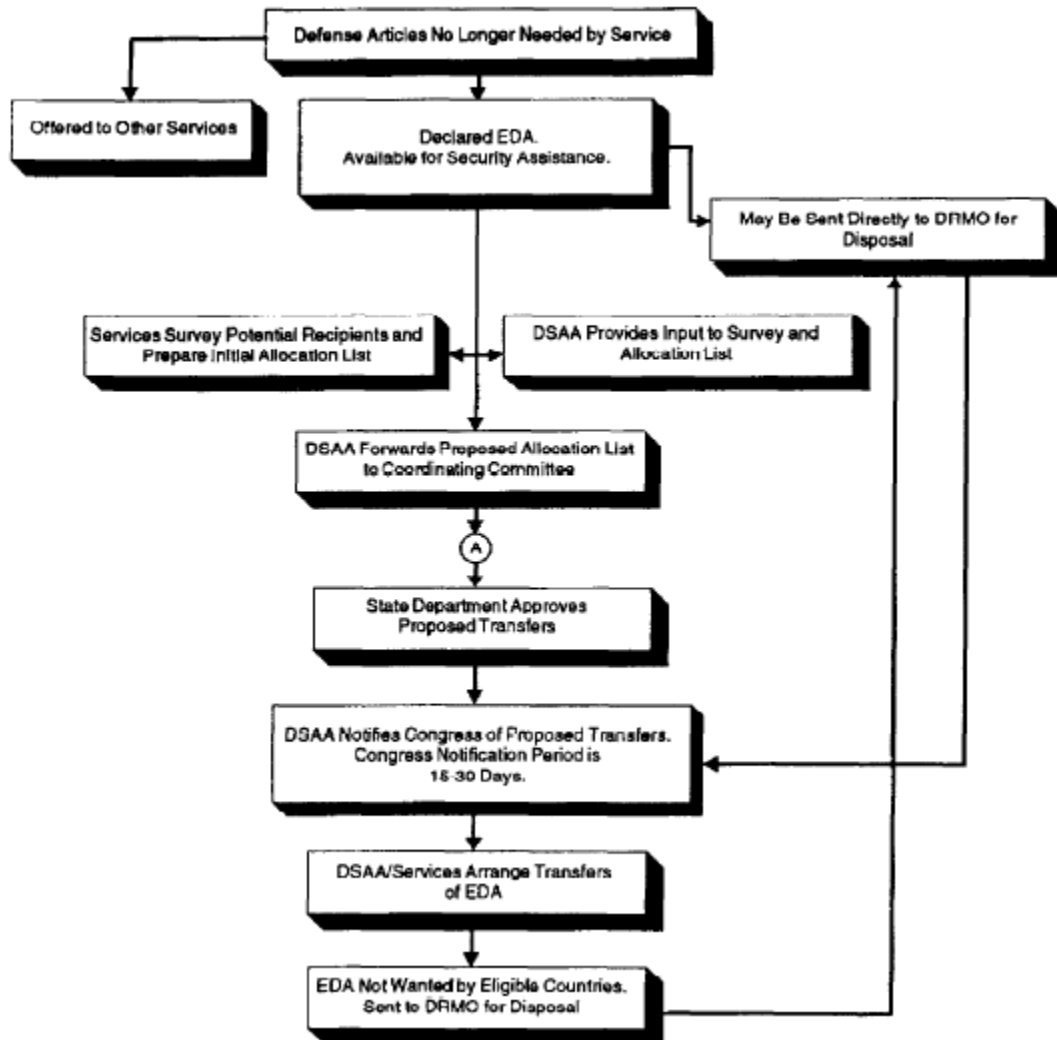 Defense Articles No Longer Needed by Service
Offered to Other Services
Declared EDA.
Available for Security Assistance.
May Be Sent Directly to DRMO for
Disposal
Services Survey Potential Recipients and
Prepare Initial Allocation List
DSAA Provides Input to Survey and
Allocation List
DSAA Forwards Proposed Allocation List
to Coordinating Committee
A
State Department Approves
Proposed Transfers
DSAA Notifies Congress of Proposed Transfers.
Congress Notification Period is
15-30 Days.
DSAA/Services Arrange Transfers
of EDA
EDA Not Wanted by Eligible Countries.
Sent to DRMO for Disposal